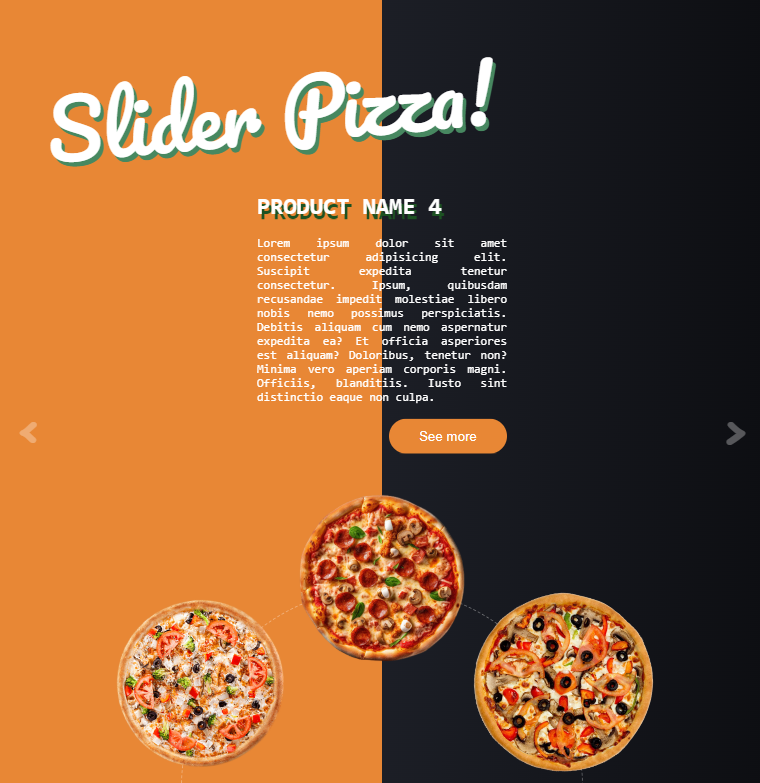 Slider Pizza!
PRODUCT NAME 4
Lorem ipsum dolor sit amet
consectetur adipisicing elit.
Suscipit expedita tenetur
consectetur. Ipsum, quibusdam
recusandae impedit molestiae libero
nobis nemo possimus perspiciatis.
Debitis aliquam cum nemo aspernatur
expedita ea? Et officia asperiores
est aliquam? Doloribus, tenetur non?
Minima vero aperiam corporis magni.
Officiis, blanditiis. Iusto sint
distinctio eaque non culpa.
See more